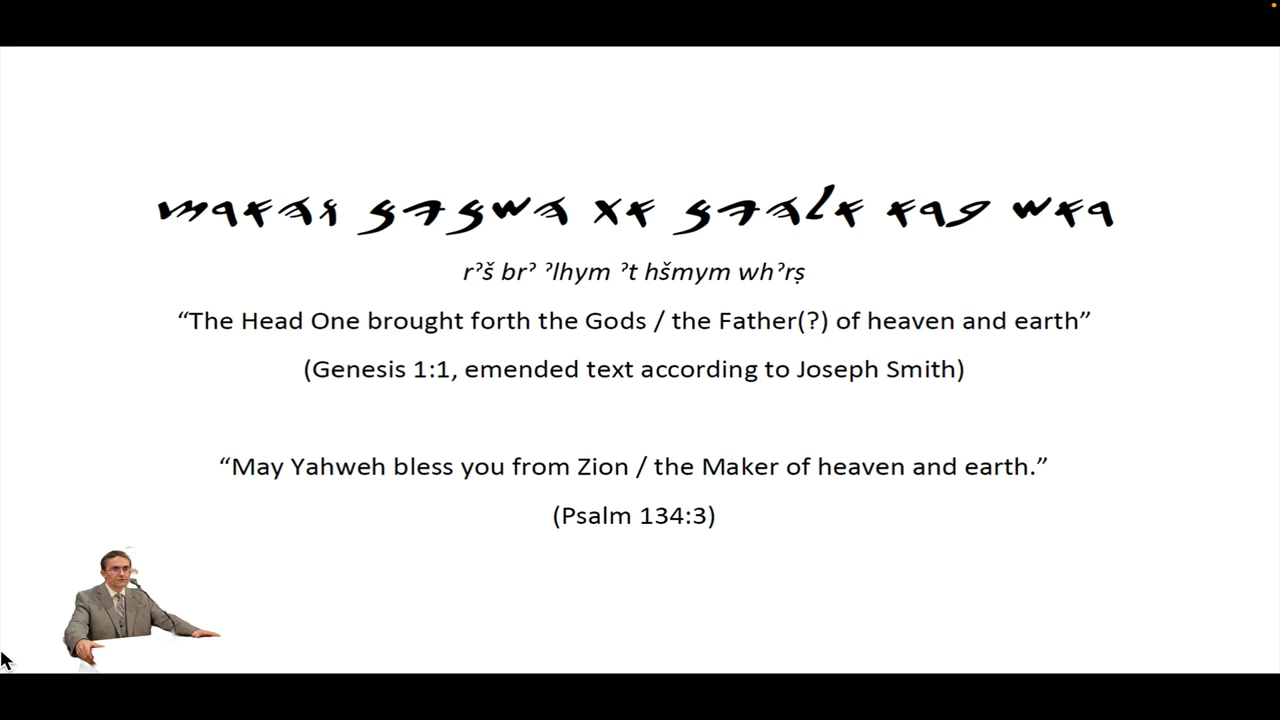 𐤓𐤀𐤔 𐤁𐤓𐤀 𐤀𐤋𐤄𐤉𐤌 𐤀𐤕 𐤄𐤔𐤌𐤉𐤌 𐤅𐤄𐤀𐤓𐤑
rʾš brʾ ʾlhym ʾt hšmym whʾrṣ
“The Head One brought forth the Gods / the Father(?) of heaven and earth”
(Genesis 1:1, emended text according to Joseph Smith)
“May Yahweh bless you from Zion / the Maker of heaven and earth.”
(Psalm 134:3)